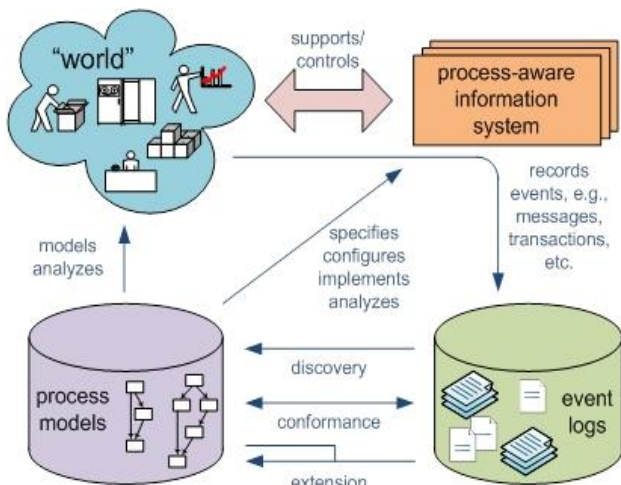 "world"
supports/
controls
process-aware
information
system
models
analyzes
specifies
configures
implements
analyzes
records
events, e.g.,
messages,
transactions,
etc.
process
models
discovery
conformance
extension
event
logs